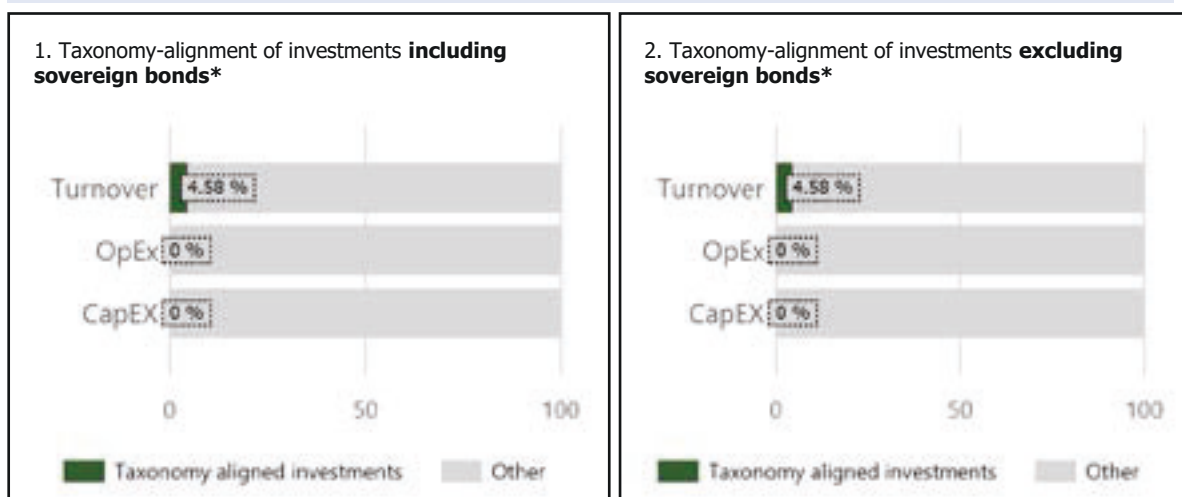 1. Taxonomy-alignment of investments including
sovereign bonds*
Turnover 4.58 %
OpEx 0 %
CapEX 0 %
0 50 100
Taxonomy aligned investments Other
2. Taxonomy-alignment of investments excluding
sovereign bonds*
Turnover 4.58 %
OpEx 0 %
CapEX 0 %
0 50 100
Taxonomy aligned investments Other